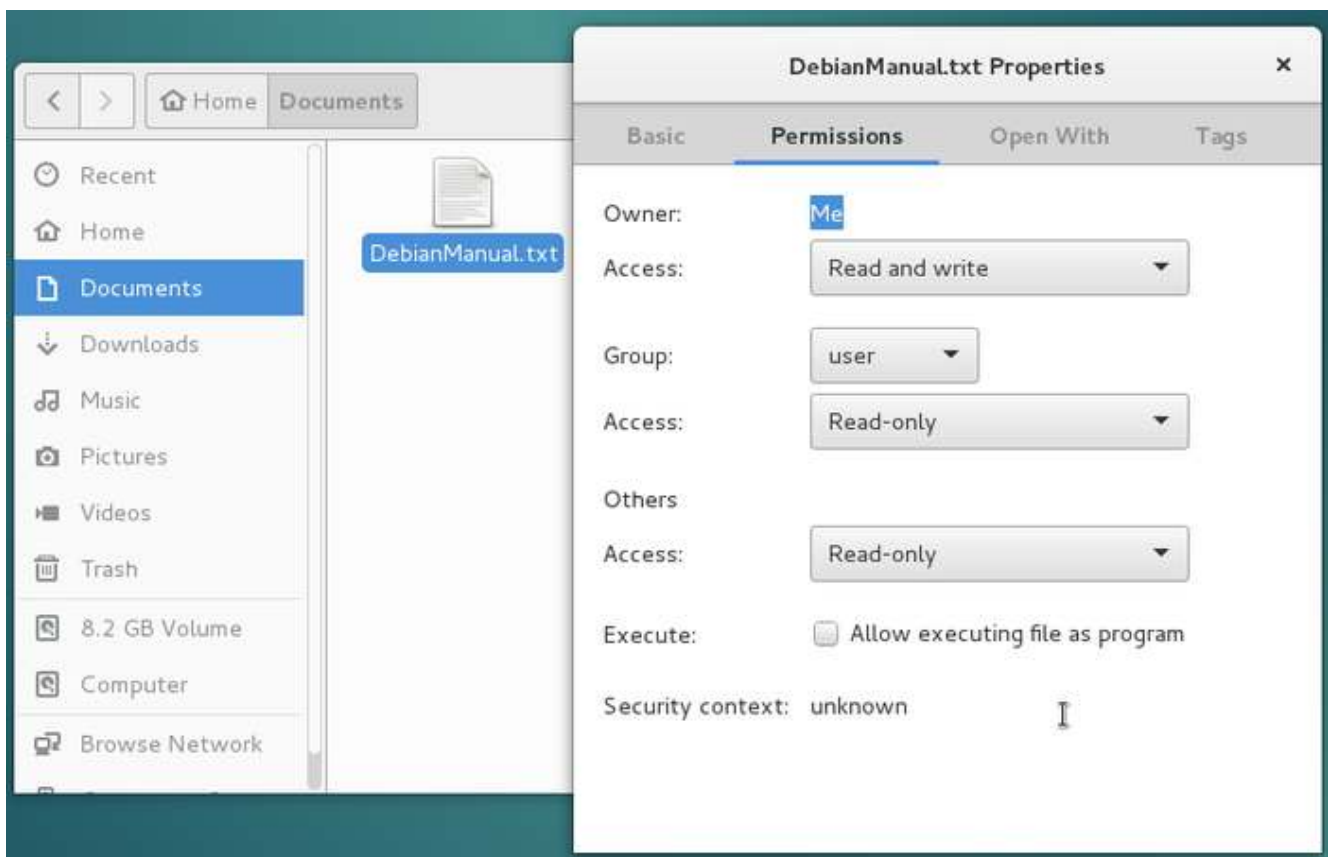 Home Documents
Recent
Home
Documents
Downloads
Music
Pictures
Videos
Trash
8.2 GB Volume
Computer
Browse Network
DebianManual.txt
DebianManual.txt Properties
×
Basic Permissions Open With Tags
Owner: Me
Access: Read and write
Group: user
Access: Read-only
Others
Access: Read-only
Execute: Allow executing file as program
Security context: unknown